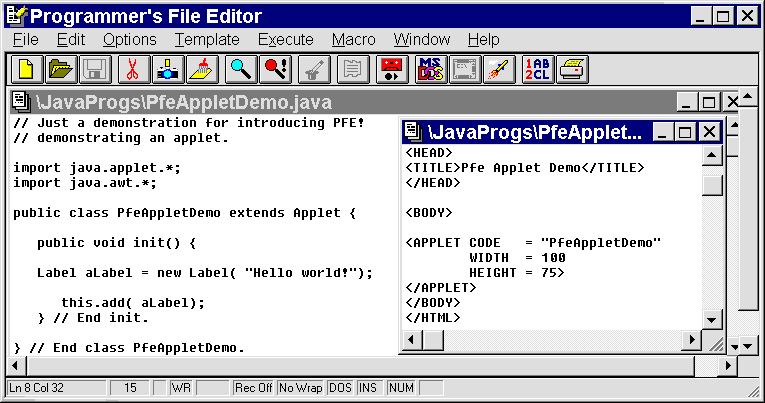 Programmer's File Editor
File Edit Options Template Execute Macro Window Help
MS DOS 1AB 2CL
\JavaProgs\PfeAppletDemo.java
// Just a demonstration for introducing PFE!
// demonstrating an applet.
import java.applet.*;
import java.awt.*;
public class PfeAppletDemo extends Applet {
public void init() {
Label aLabel = new Label( "Hello world!");
this.add( aLabel);
} // End init.
} // End class PfeAppletDemo.
\JavaProgs\PfeApplet...
<HEAD>
<TITLE>Pfe Applet Demo</TITLE>
</HEAD>
<BODY>
<APPLET CODE = "PfeAppletDemo"
WIDTH = 100
HEIGHT = 75>
</APPLET>
</BODY>
</HTML>
Ln 8 Col 32 15 WR Rec Off No Wrap DOS INS NUM